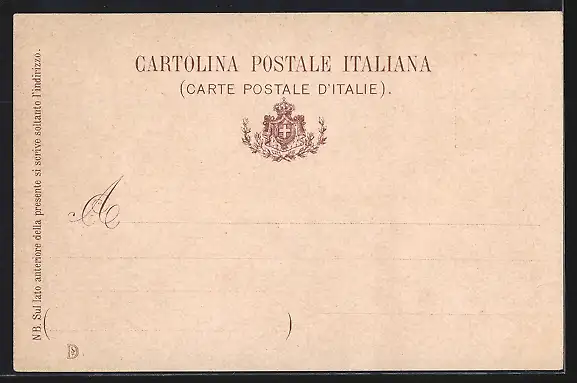 CARTOLINA POSTALE ITALIANA
(CARTE POSTALE D'ITALIE).
A
( )
NB. Sul lato anteriore della presente si scrive soltanto l'indirizzo.